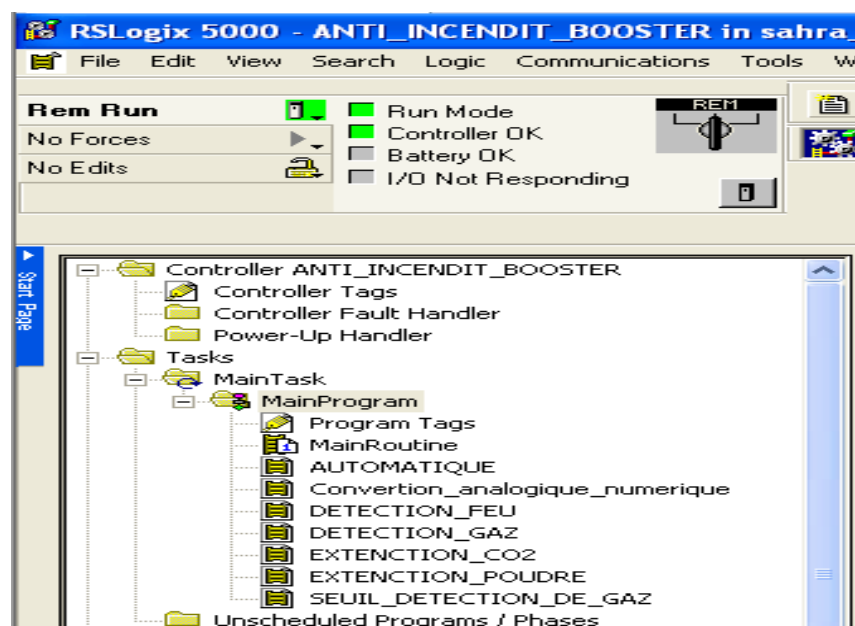 RSLogix 5000 - ANTI_INCENDIT_BOOSTER in sahra_
File Edit View Search Logic Communications Tools W
Rem Run
No Forces
No Edits
Run Mode
Controller OK
Battery OK
I/O Not Responding
REM
Start Page
Controller ANTI_INCENDIT_BOOSTER
Controller Tags
Controller Fault Handler
Power-Up Handler
Tasks
MainTask
MainProgram
Program Tags
MainRoutine
AUTOMATIQUE
Convertion_analogique_numerique
DETECTION_FEU
DETECTION_GAZ
EXTENCTION_CO2
EXTENCTION_POUDRE
SEUIL_DETECTION_DE_GAZ
Unscheduled Programs / Phases